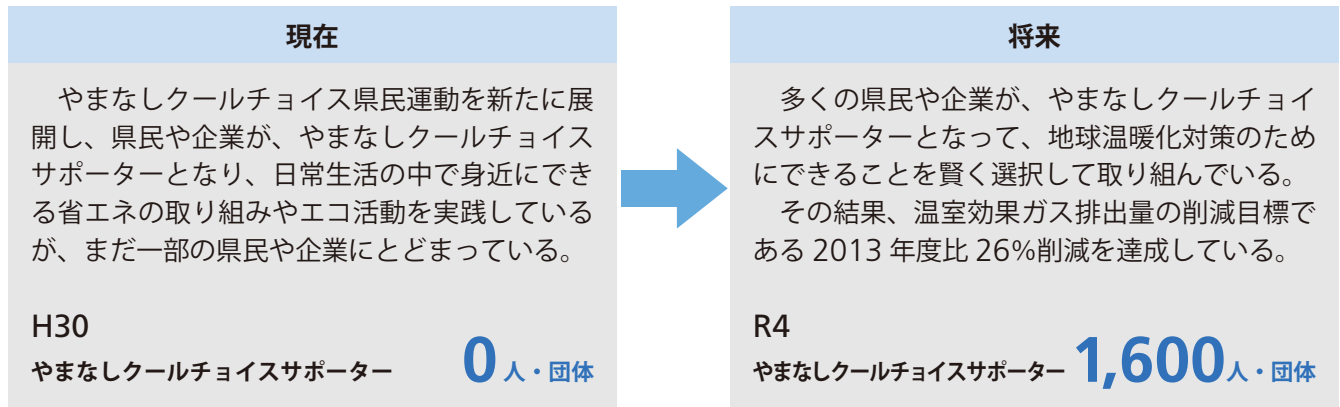 現在
やまなしクールチョイス県民運動を新たに展
開し、県民や企業が、やまなしクールチョイス
サポーターとなり、日常生活の中で身近にでき
る省エネの取り組みやエコ活動を実践している
が、まだ一部の県民や企業にとどまっている。
H30
やまなしクールチョイスサポーター 0人・団体
将来
多くの県民や企業が、やまなしクールチョイ
スサポーターとなって、地球温暖化対策のため
にできることを賢く選択して取り組んでいる。
その結果、温室効果ガス排出量の削減目標で
ある 2013 年度比 26%削減を達成している。
R4
やまなしクールチョイスサポーター 1,600人・団体